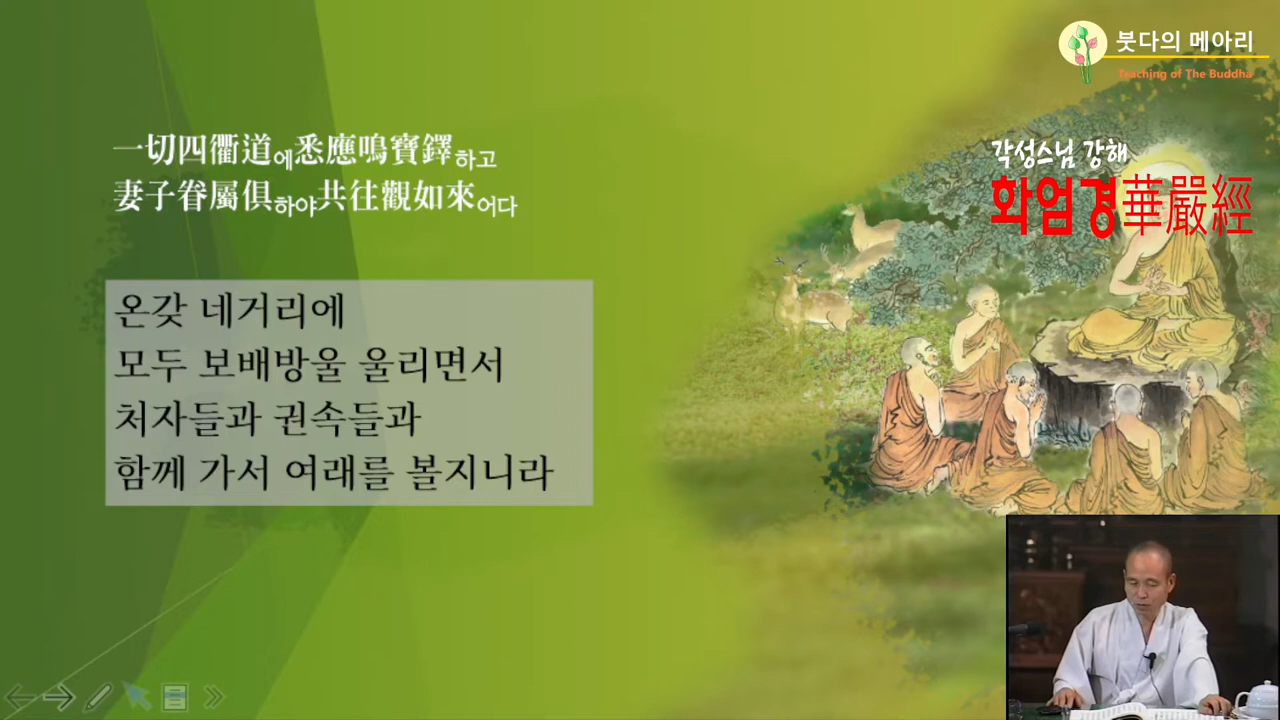 붓다의 메아리
Teaching of The Buddha
각성스님 강해
화엄경華嚴經
一切四衢道에悉應鳴寶鐸하고
妻子眷屬俱하야共往觀如來어다
온갖 네거리에
모두 보배방울 울리면서
처자들과 권속들과
함께 가서 여래를 볼지니라